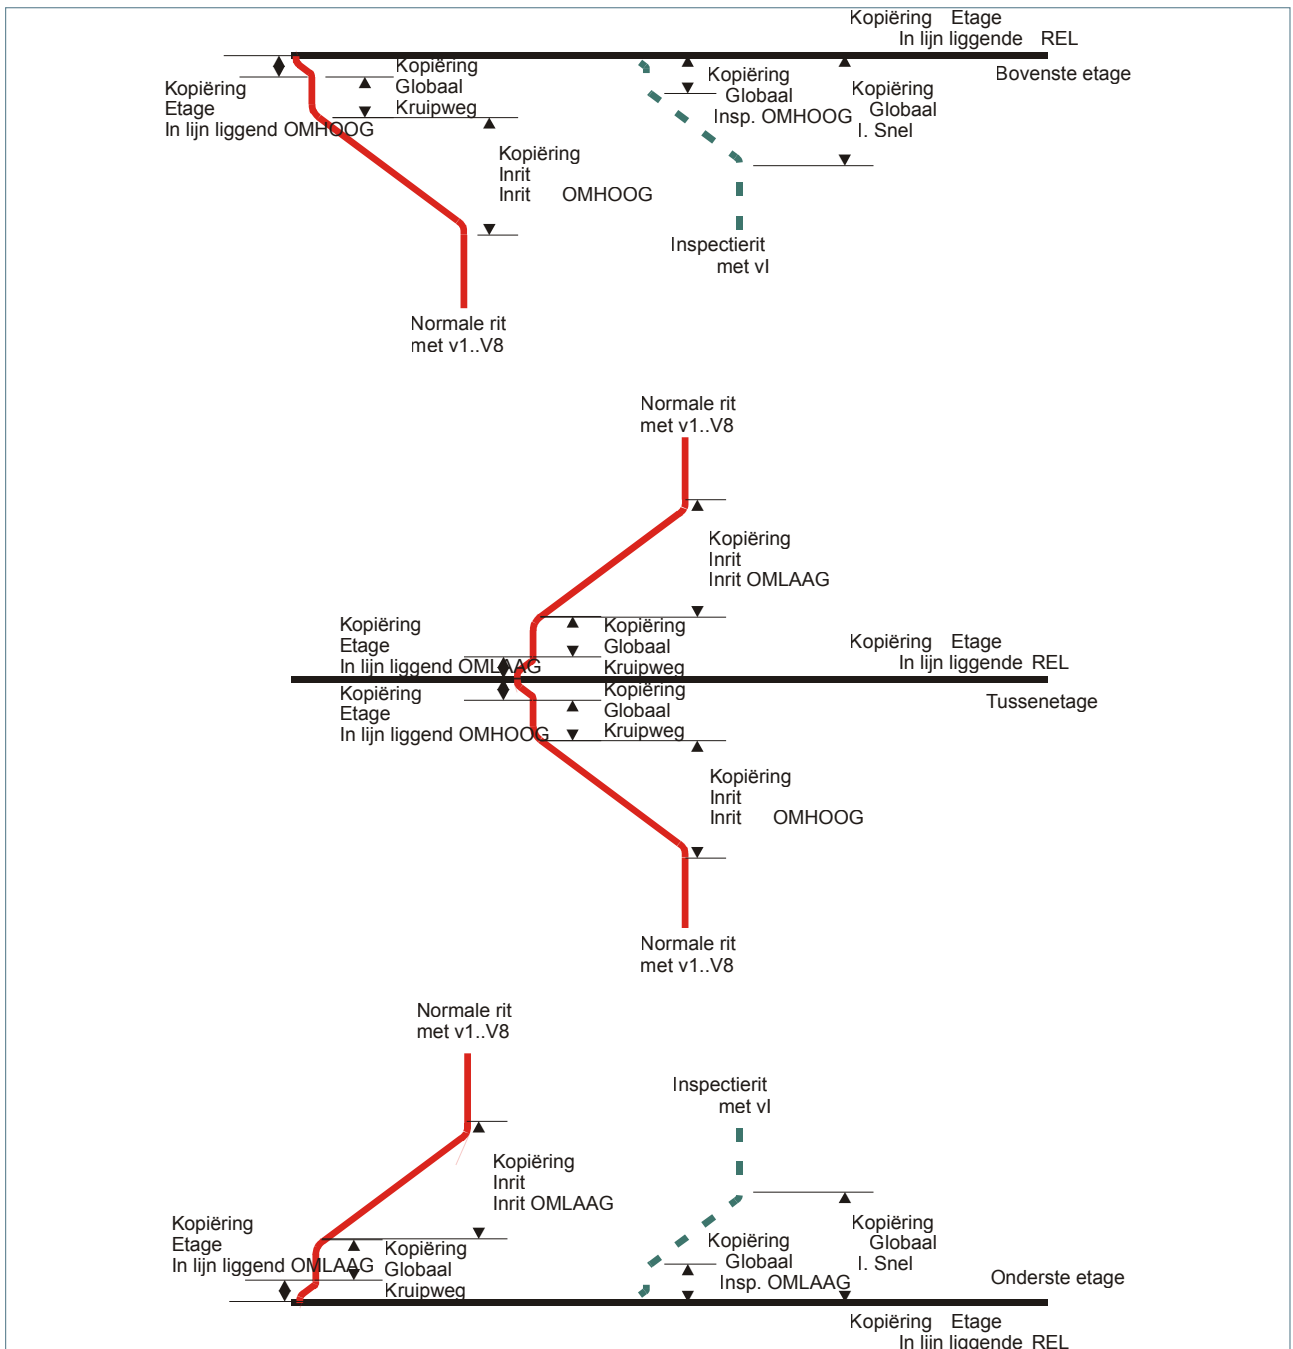 Kopiëring Etage
In lijn liggende REL
Bovenste etage
Kopiëring
Etage
In lijn liggend OMHOOG
Kopiëring
Globaal
Kruipweg
Kopiëring
Inrit
Inrit OMHOOG
Kopiëring
Globaal
Insp. OMHOOG
Kopiëring
Globaal
I. Snel
Inspectierit
met vI
Normale rit
met v1..V8
Normale rit
met v1..V8
Kopiëring
Inrit
Inrit OMLAAG
Kopiëring
Etage
In lijn liggend OMLAAG
Kopiëring
Globaal
Kruipweg
Kopiëring Etage
In lijn liggende REL
Tussenetage
Kopiëring
Etage
In lijn liggend OMHOOG
Kopiëring
Globaal
Kruipweg
Kopiëring
Inrit
Inrit OMHOOG
Normale rit
met v1..V8
Normale rit
met v1..V8
Inspectierit
met vI
Kopiëring
Inrit
Inrit OMLAAG
Kopiëring
Etage
In lijn liggend OMLAAG
Kopiëring
Globaal
Kruipweg
Kopiëring
Globaal
Insp. OMLAAG
Kopiëring
Globaal
I. Snel
Onderste etage
Kopiëring Etage
In lijn liggende REL